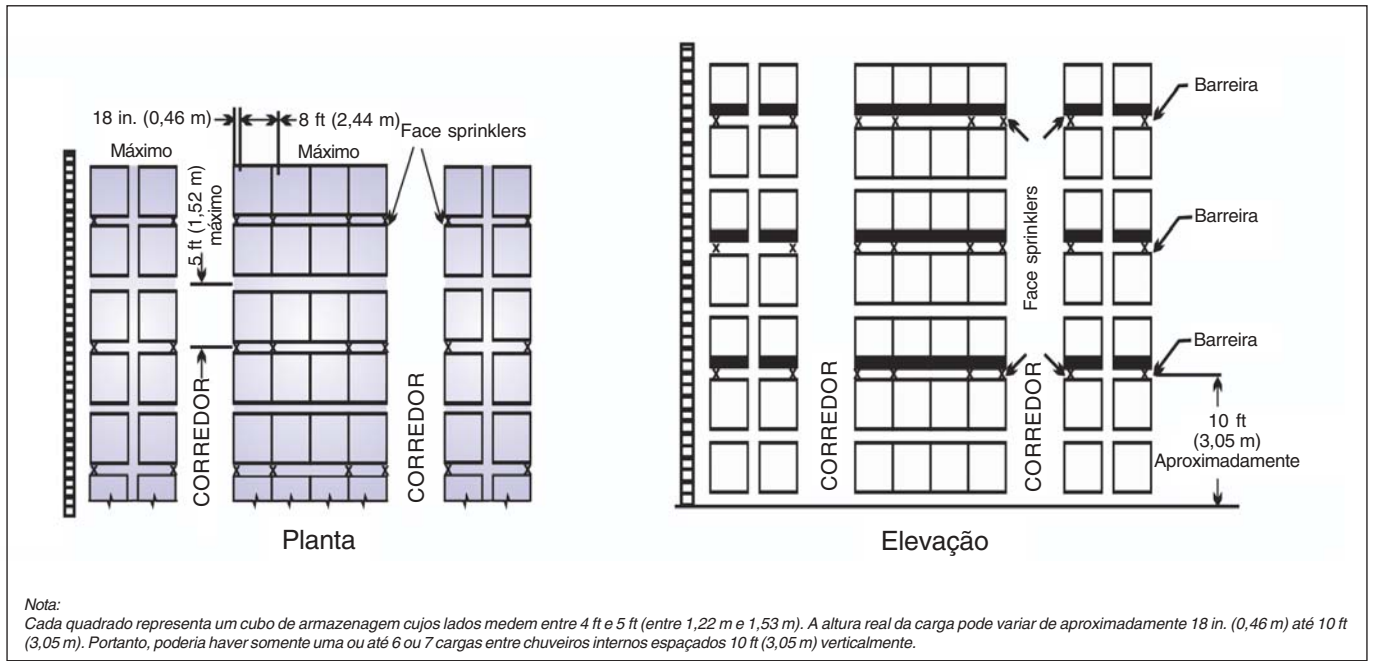 18 in. (0,46 m)
8 ft (2,44 m)
Face sprinklers
Máximo
Máximo
5 ft (1,52 m)
máximo
CORREDOR
CORREDOR
Planta
Barreira
Barreira
Barreira
Face sprinklers
CORREDOR
CORREDOR
10 ft
(3,05 m)
Aproximadamente
Elevação
Nota:
Cada quadrado representa um cubo de armazenagem cujos lados medem entre 4 ft e 5 ft (entre 1,22 m e 1,53 m). A altura real da carga pode variar de aproximadamente 18 in. (0,46 m) até 10 ft
(3,05 m). Portanto, poderia haver somente uma ou até 6 ou 7 cargas entre chuveiros internos espaçados 10 ft (3,05 m) verticalmente.